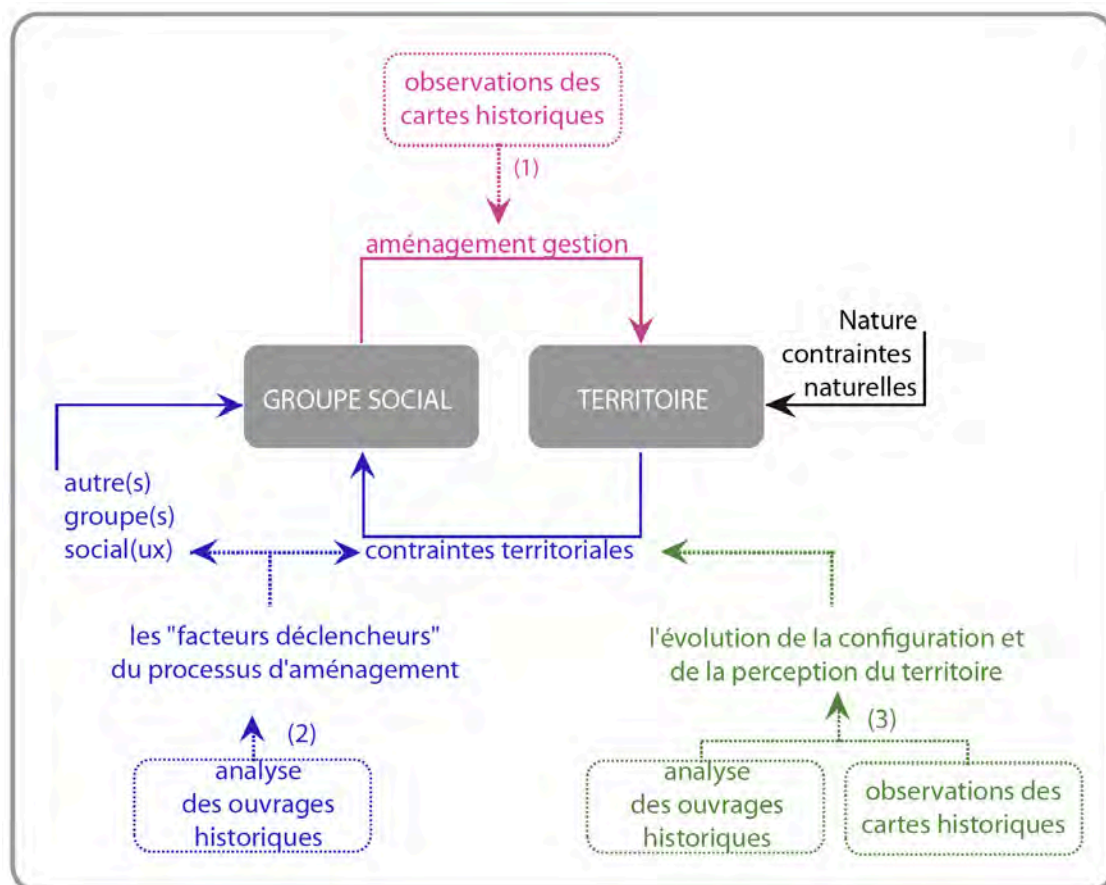 observations des
cartes historiques
(1)
aménagement gestion
Nature
contraintes
naturelles
GROUPE SOCIAL
TERRITOIRE
autre(s)
groupe(s)
social(ux)
contraintes territoriales
les "facteurs déclencheurs"
du processus d'aménagement
l'évolution de la configuration et
de la perception du territoire
(2)
(3)
analyse
des ouvrages
historiques
analyse
des ouvrages
historiques
observations des
cartes historiques